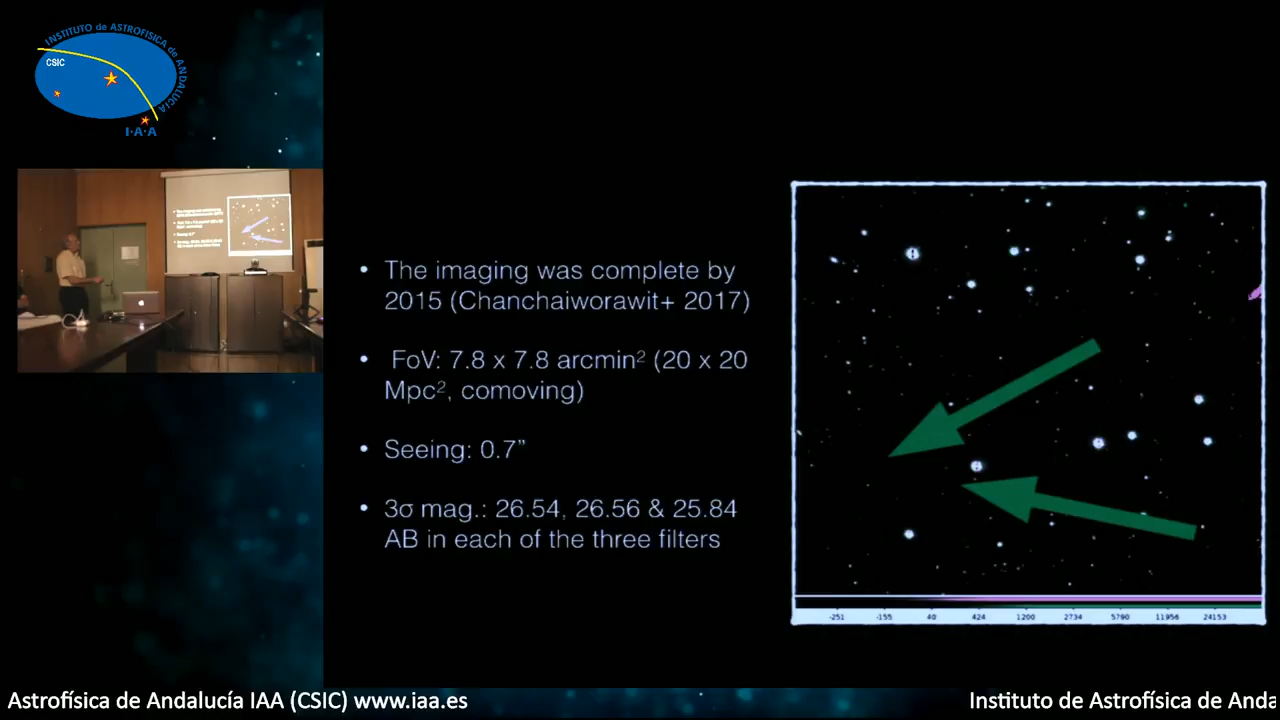 INSTITUTO de ASTROFISICA de ANDALUCIA
CSIC
I·A·A
• The imaging was complete by
2015 (Chanchaiworawit+ 2017)
• FoV: 7.8 x 7.8 arcmin² (20 x 20
Mpc², comoving)
• Seeing: 0.7”
• 3σ mag.: 26.54, 26.56 & 25.84
AB in each of the three filters
-251 -155 40 424 1200 2734 5790 11956 24153
Astrofísica de Andalucía IAA (CSIC) www.iaa.es
Instituto de Astrofísica de Anda